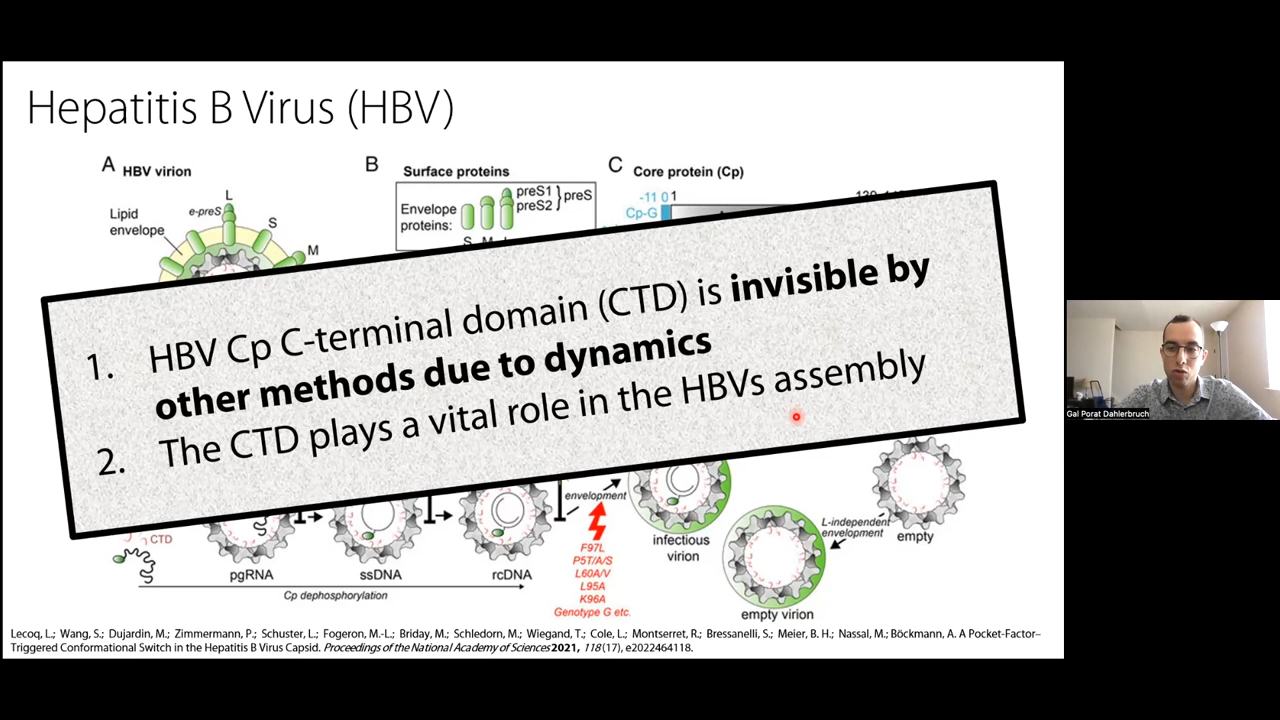 Hepatitis B Virus (HBV)
A HBV virion
L
e-preS
S
Lipid
envelope
M
B Surface proteins
preS1
preS2
preS
Envelope
proteins:
S M
C Core protein (Cp)
-11 0 1
Cp-G
1. HBV Cp C-terminal domain (CTD) is invisible by
other methods due to dynamics
2. The CTD plays a vital role in the HBVs assembly
CTD
pgRNA
ssDNA
rcDNA
Cp dephosphorylation
envelopment
F97L
P5T/A/S
L60A/V
L95A
K96A
Genotype G etc.
infectious
virion
L-independent
envelopment
empty
empty virion
Lecoq, L.; Wang, S.; Dujardin, M.; Zimmermann, P.; Schuster, L.; Fogeron, M.-L.; Briday, M.; Schledorn, M.; Wiegand, T.; Cole, L.; Montserret, R.; Bressanelli, S.; Meier, B. H.; Nassal, M.; Böckmann, A. A Pocket-Factor–
Triggered Conformational Switch in the Hepatitis B Virus Capsid. Proceedings of the National Academy of Sciences 2021, 118 (17), e2022464118.
Gal Porat Dahlerbruch